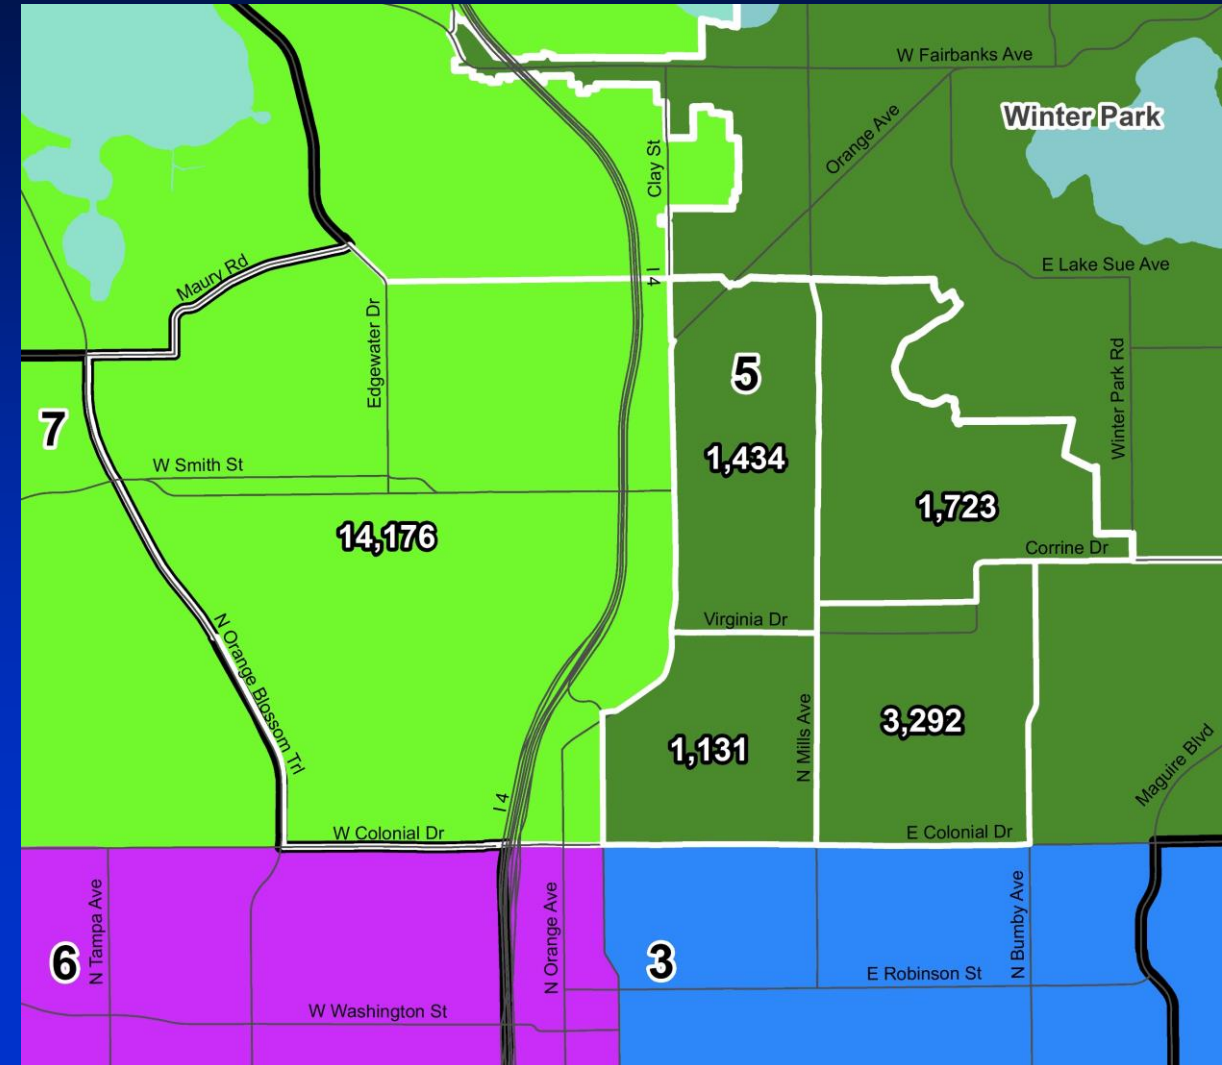 W Fairbanks Ave
Winter Park
Orange Ave
Clay St
E Lake Sue Ave
I 4
Maury Rd
Edgewater Dr
Winter Park Rd
5
7
1,434
W Smith St
1,723
14,176
Corrine Dr
Virginia Dr
N Orange Blossom Trl
3,292
1,131
N Mills Ave
Maguire Blvd
I 4
W Colonial Dr
E Colonial Dr
N Tampa Ave
N Orange Ave
N Bumby Ave
6
3
E Robinson St
W Washington St